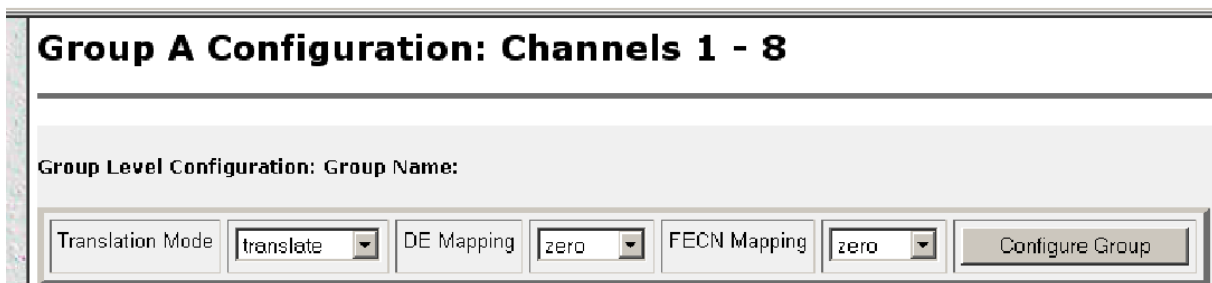 Group A Configuration: Channels 1 - 8
Group Level Configuration: Group Name:
Translation Mode translate DE Mapping zero FECN Mapping zero Configure Group